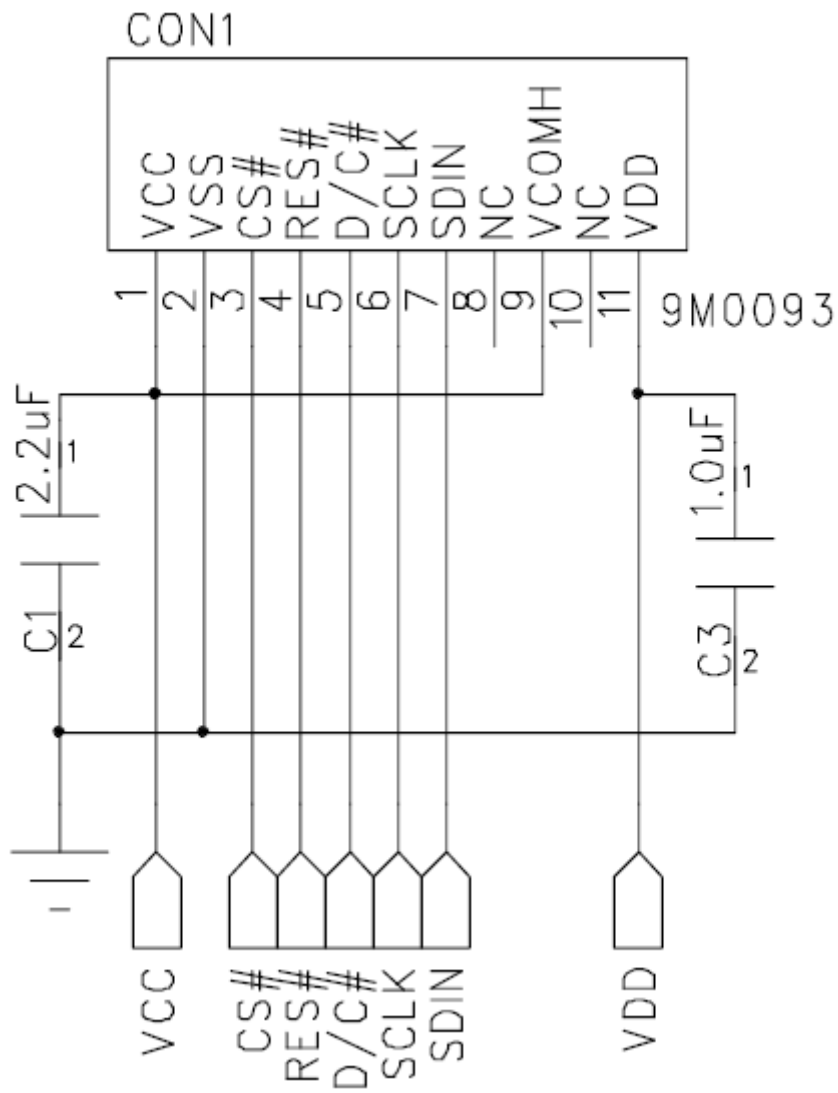 CON1
VCC
VSS
CS#
RES#
D/C#
SCLK
SDIN
NC
VCOMH
NC
VDD
1
2
3
4
5
6
7
8
9
10
11
9M0093
2.2uF
1
C1
2
1.0uF
1
C3
2
VCC
CS#
RES#
D/C#
SCLK
SDIN
VDD